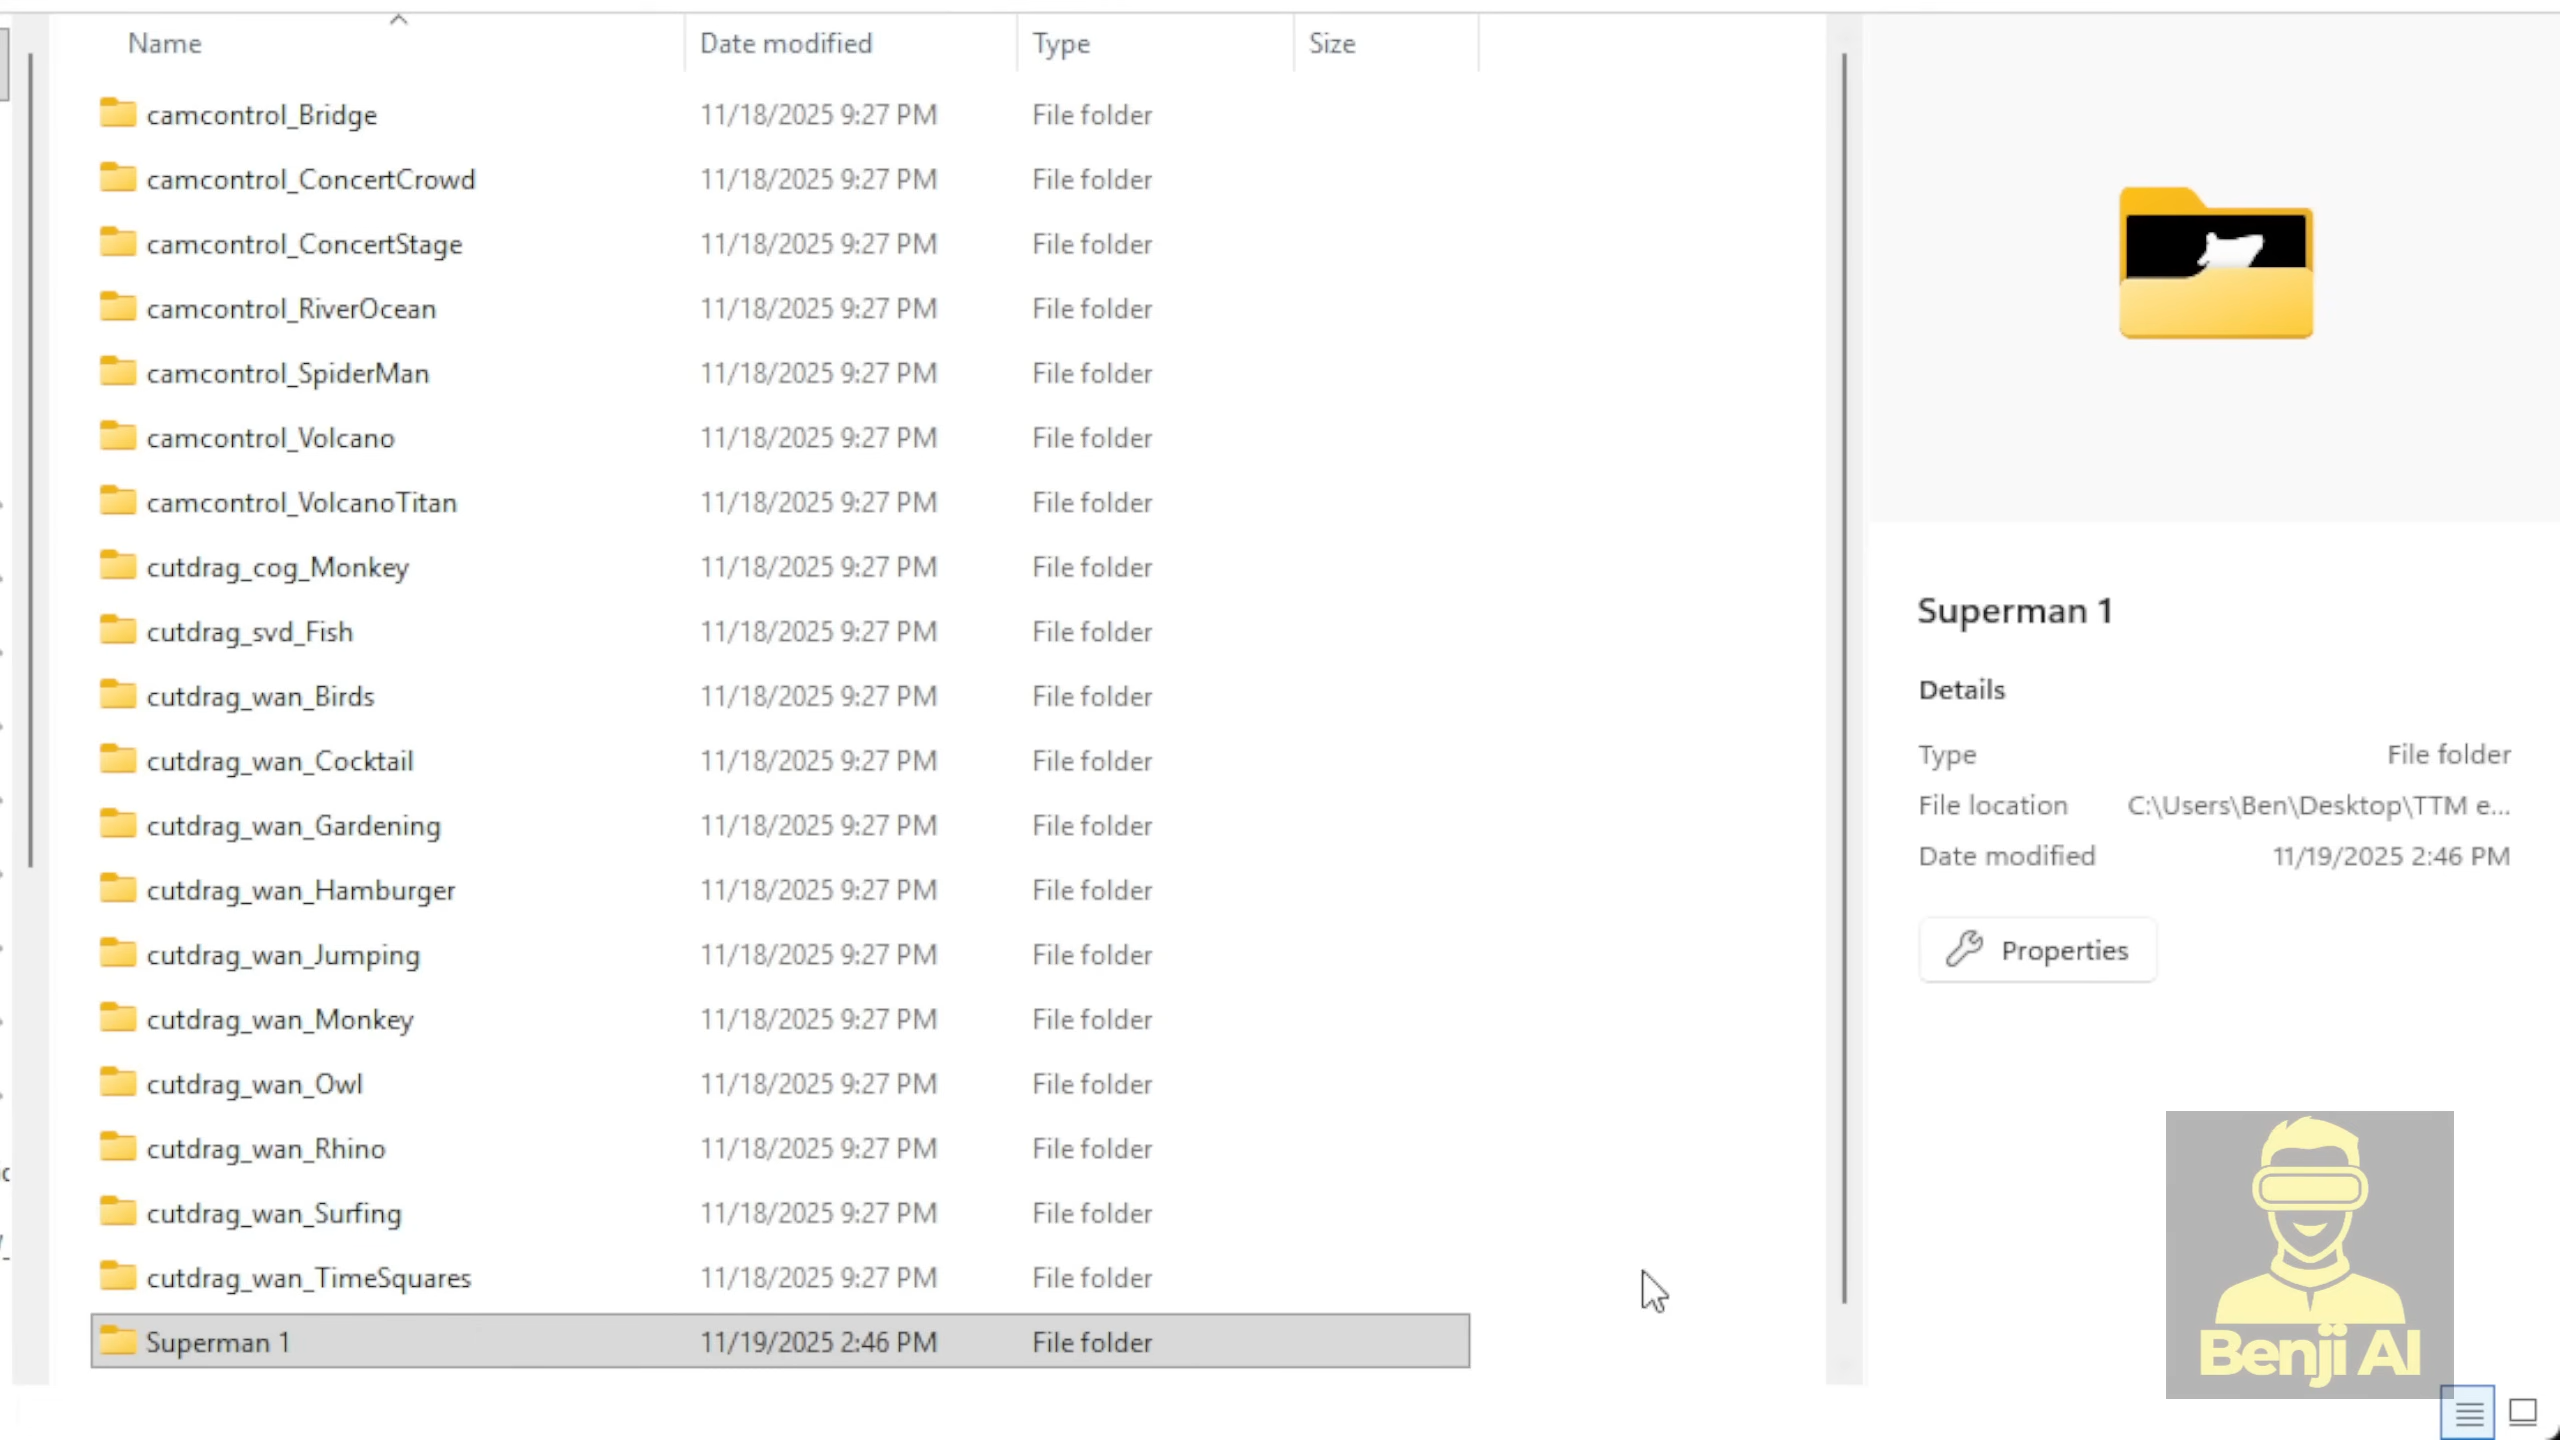 Name Date modified Type Size
camcontrol_Bridge 11/18/2025 9:27 PM File folder
camcontrol_ConcertCrowd 11/18/2025 9:27 PM File folder
camcontrol_ConcertStage 11/18/2025 9:27 PM File folder
camcontrol_RiverOcean 11/18/2025 9:27 PM File folder
camcontrol_SpiderMan 11/18/2025 9:27 PM File folder
camcontrol_Volcano 11/18/2025 9:27 PM File folder
camcontrol_VolcanoTitan 11/18/2025 9:27 PM File folder
cutdrag_cog_Monkey 11/18/2025 9:27 PM File folder
cutdrag_svd_Fish 11/18/2025 9:27 PM File folder
cutdrag_wan_Birds 11/18/2025 9:27 PM File folder
cutdrag_wan_Cocktail 11/18/2025 9:27 PM File folder
cutdrag_wan_Gardening 11/18/2025 9:27 PM File folder
cutdrag_wan_Hamburger 11/18/2025 9:27 PM File folder
cutdrag_wan_Jumping 11/18/2025 9:27 PM File folder
cutdrag_wan_Monkey 11/18/2025 9:27 PM File folder
cutdrag_wan_Owl 11/18/2025 9:27 PM File folder
cutdrag_wan_Rhino 11/18/2025 9:27 PM File folder
cutdrag_wan_Surfing 11/18/2025 9:27 PM File folder
cutdrag_wan_TimeSquares 11/18/2025 9:27 PM File folder
Superman 1 11/19/2025 2:46 PM File folder
Superman 1
Details
Type File folder
File location C:\Users\Ben\Desktop\TTM e...
Date modified 11/19/2025 2:46 PM
Properties
Benji AI